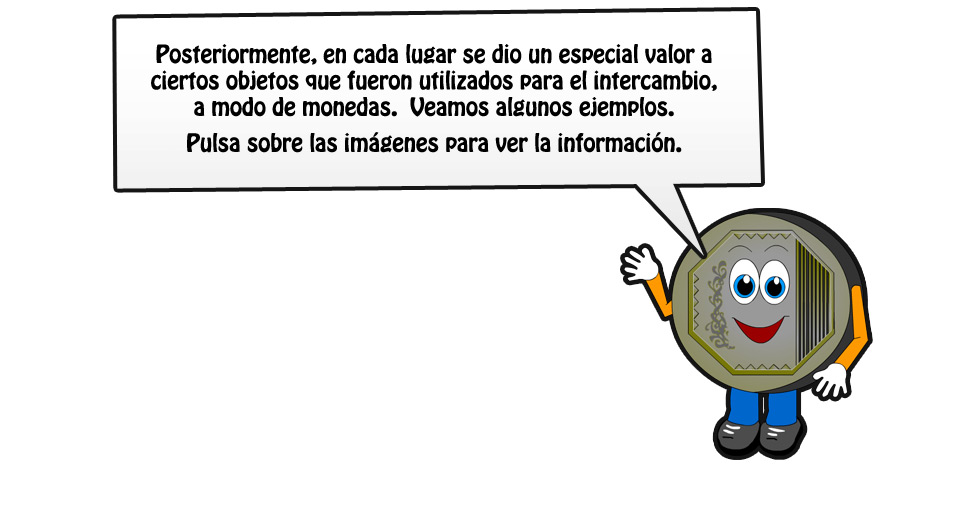 Posteriormente, en cada lugar se dio un especial valor a
ciertos objetos que fueron utilizados para el intercambio,
a modo de monedas.  Veamos algunos ejemplos.
Pulsa sobre las imágenes para ver la información.